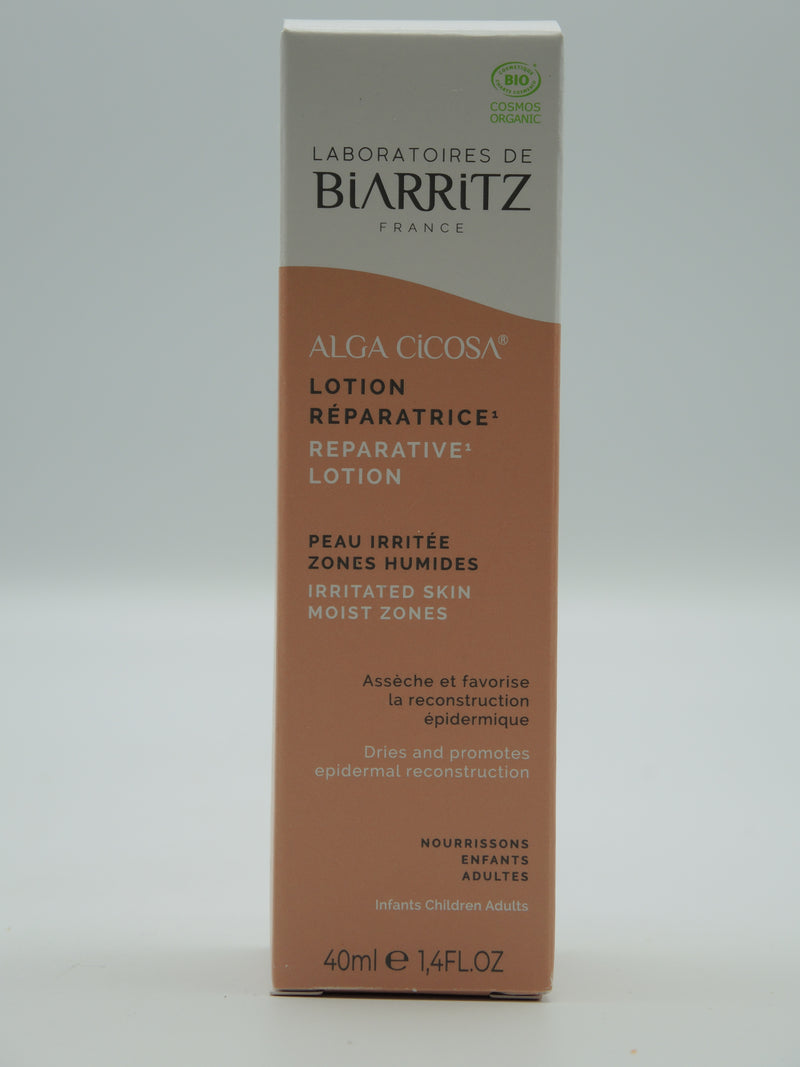 COSMÉTIQUE
BIO
COSMOS
ORGANIC
LABORATOIRES DE
BiARRiTZ
FRANCE
ALGA CiCOSA®
LOTION
RÉPARATRICE¹
REPARATIVE¹
LOTION
PEAU IRRITÉE
ZONES HUMIDES
IRRITATED SKIN
MOIST ZONES
Assèche et favorise
la reconstruction
épidermique
Dries and promotes
epidermal reconstruction
NOURRISSONS
ENFANTS
ADULTES
Infants Children Adults
40ml e 1,4FL.OZ